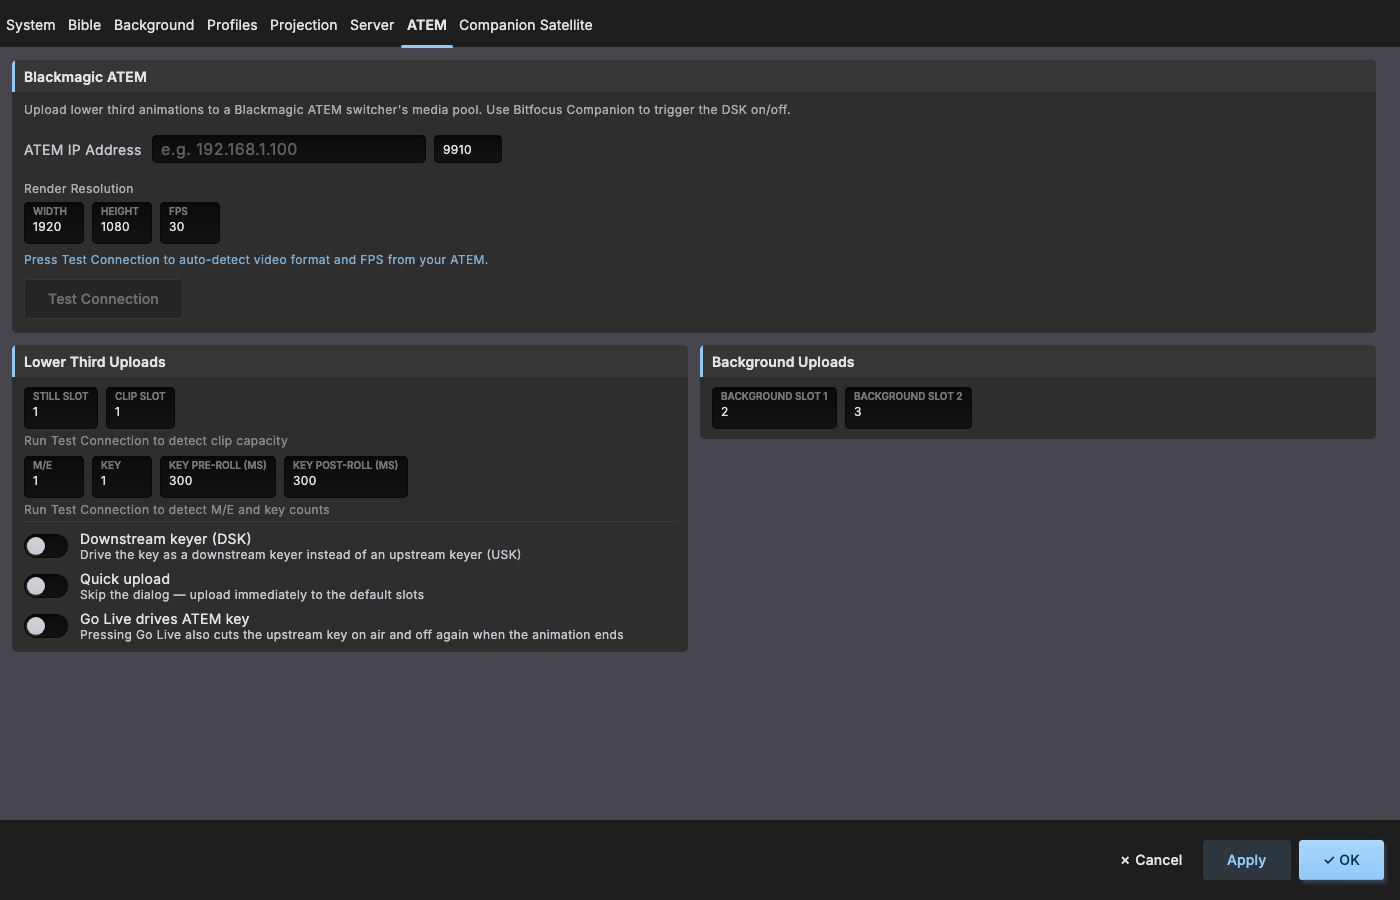 System Bible Background Profiles Projection Server ATEM Companion Satellite
Blackmagic ATEM
Upload lower third animations to a Blackmagic ATEM switcher's media pool. Use Bitfocus Companion to trigger the DSK on/off.
ATEM IP Address e.g. 192.168.1.100 9910
Render Resolution
WIDTH HEIGHT FPS
1920 1080 30
Press Test Connection to auto-detect video format and FPS from your ATEM.
Test Connection
Lower Third Uploads
STILL SLOT CLIP SLOT
1 1
Run Test Connection to detect clip capacity
M/E KEY KEY PRE-ROLL (MS) KEY POST-ROLL (MS)
1 1 300 300
Run Test Connection to detect M/E and key counts
Downstream keyer (DSK)
Drive the key as a downstream keyer instead of an upstream keyer (USK)
Quick upload
Skip the dialog — upload immediately to the default slots
Go Live drives ATEM key
Pressing Go Live also cuts the upstream key on air and off again when the animation ends
Background Uploads
BACKGROUND SLOT 1 BACKGROUND SLOT 2
2 3
× Cancel Apply ✓ OK